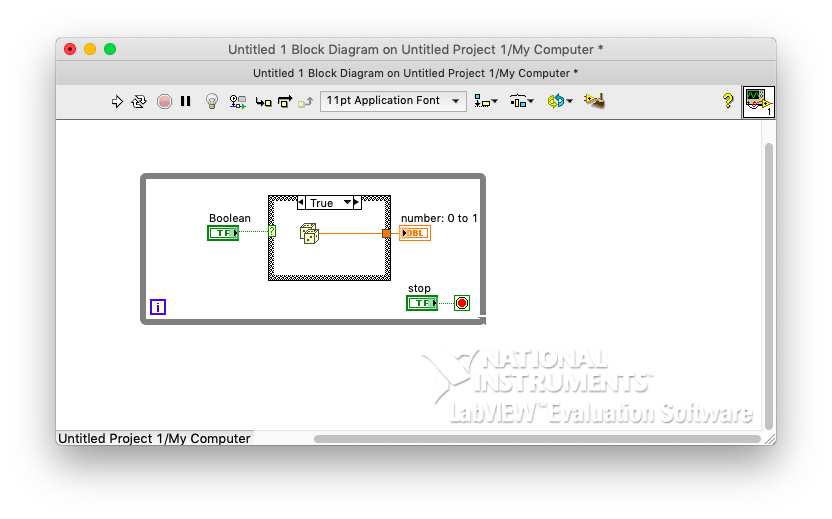 Untitled 1 Block Diagram on Untitled Project 1/My Computer *
Untitled 1 Block Diagram on Untitled Project 1/My Computer *
11pt Application Font
?
1
True
Boolean
number: 0 to 1
TF
?
DBL
stop
TF
i
NATIONAL
INSTRUMENTS™
LabVIEW™ Evaluation Software
Untitled Project 1/My Computer